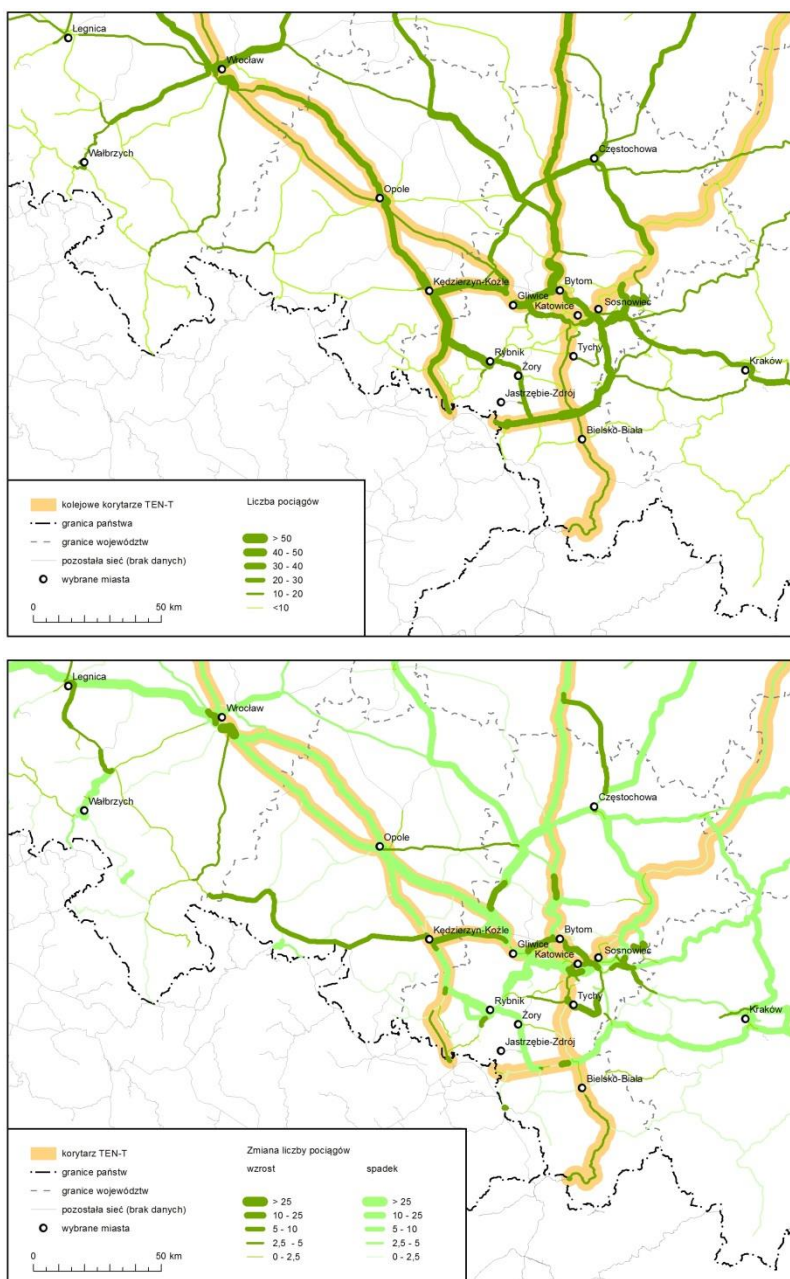 Legnica
Wrocław
Wałbrzych
Częstochowa
Opole
Kędzierzyn-Koźle
Bytom
Gliwice
Sosnowiec
Katowice
Tychy
Rybnik
Żory
Kraków
Jastrzębie-Zdrój
Bielsko-Biała
kolejowe korytarze TEN-T
granica państwa
granice województw
pozostała sieć (brak danych)
wybrane miasta
0 50 km
Liczba pociągów
> 50
40 - 50
30 - 40
20 - 30
10 - 20
<10
Legnica
Wrocław
Wałbrzych
Częstochowa
Opole
Kędzierzyn-Koźle
Bytom
Gliwice
Sosnowiec
Katowice
Tychy
Rybnik
Żory
Kraków
Jastrzębie-Zdrój
Bielsko-Biała
korytarz TEN-T
granice państw
granice województw
pozostała sieć (brak danych)
wybrane miasta
0 50 km
Zmiana liczby pociągów
wzrost spadek
> 25 > 25
10 - 25 10 - 25
5 - 10 5 - 10
2,5 - 5 2,5 - 5
0 - 2,5 0 - 2,5